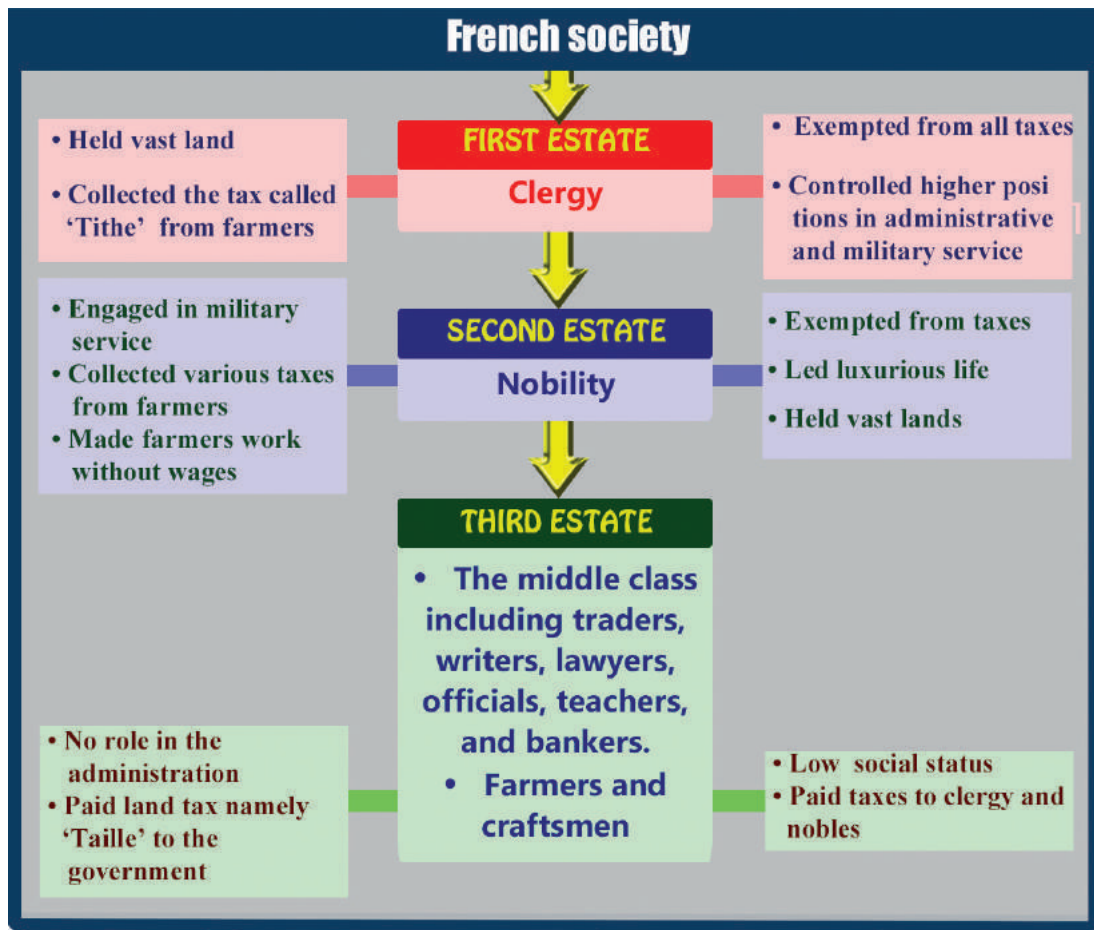 French society
FIRST ESTATE
Clergy
• Held vast land
• Collected the tax called
‘Tithe’ from farmers
• Exempted from all taxes
• Controlled higher posi
tions in administrative
and military service
SECOND ESTATE
Nobility
• Engaged in military
service
• Collected various taxes
from farmers
• Made farmers work
without wages
• Exempted from taxes
• Led luxurious life
• Held vast lands
THIRD ESTATE
• The middle class
including traders,
writers, lawyers,
officials, teachers,
and bankers.
• Farmers and
craftsmen
• No role in the
administration
• Paid land tax namely
‘Taille’ to the
government
• Low social status
• Paid taxes to clergy and
nobles